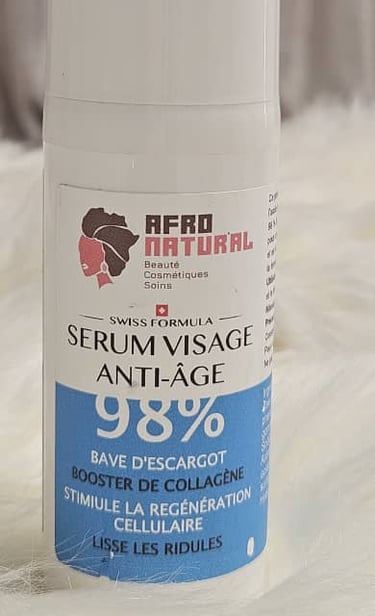 AFRO
NATURAL
Beauté
Cosmétiques
Soins
SWISS FORMULA
SERUM VISAGE
ANTI-ÂGE
98%
BAVE D'ESCARGOT
BOOSTER DE COLLAGÈNE
STIMIULE LA REGÉNÉRATION
CELLULAIRE
LISSE LES RIDULES